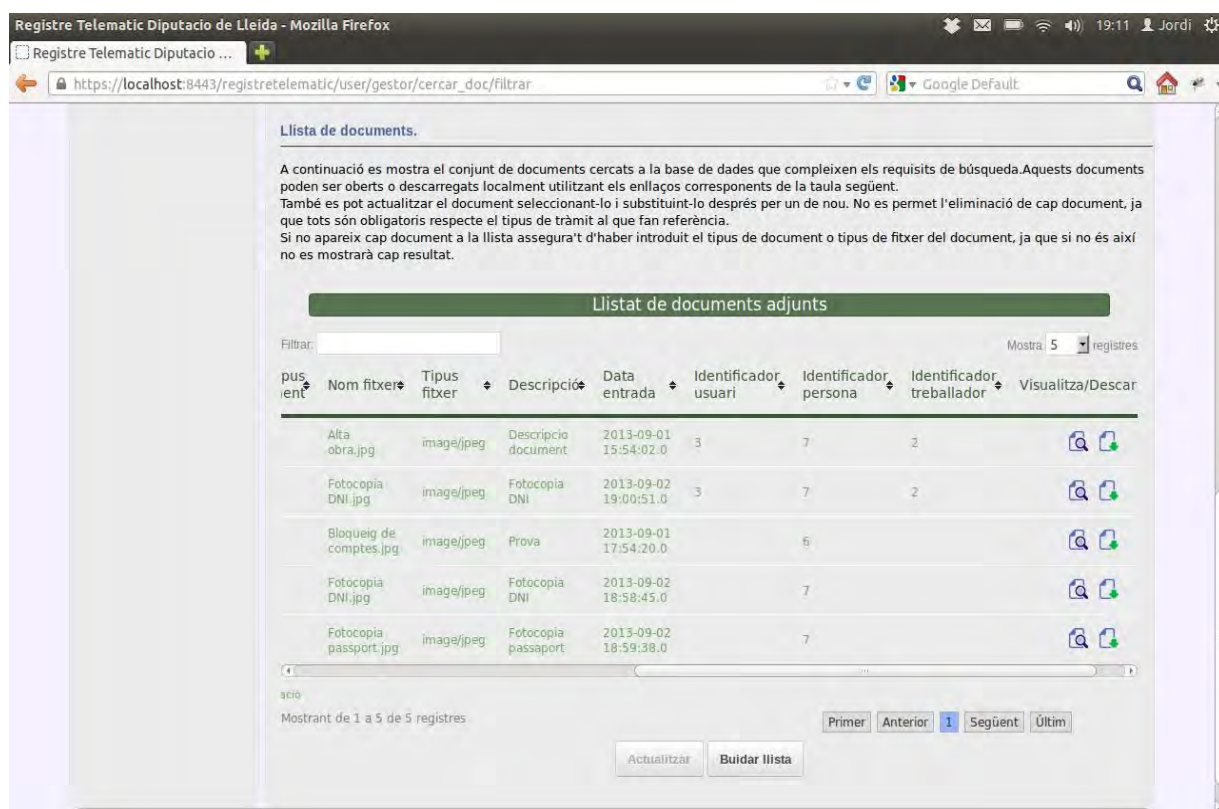 Registre Telematic Diputacio de Lleida - Mozilla Firefox 19:11 Jordi
Registre Telematic Diputacio ...
https://localhost:8443/registretelematic/user/gestor/cercar_doc/filtrar Google Default
Llista de documents.
A continuació es mostra el conjunt de documents cercats a la base de dades que compleixen els requisits de búsqueda.Aquests documents
poden ser oberts o descarregats localment utilitzant els enllaços corresponents de la taula següent.
També es pot actualitzar el document seleccionant-lo i substituint-lo després per un de nou. No es permet l'eliminació de cap document, ja
que tots són obligatoris respecte el tipus de tràmit al que fan referència.
Si no apareix cap document a la llista assegura't d'haber introduit el tipus de document o tipus de fitxer del document, ja que si no és així
no es mostrarà cap resultat.
Llistat de documents adjunts
Filtrar: Mostra 5 registres
pus Tipus Data Identificador Identificador Identificador
Nom fitxer Descripció Visualitza/Descar
ent fitxer entrada usuari persona treballador
Alta Descripcio 2013-09-01
image/jpeg 3 7 2
obra.jpg document 15:54:02.0
Fotocopia Fotocopia 2013-09-02
image/jpeg 3 7 2
DNI.jpg DNI 19:00:51.0
Bloqueig de 2013-09-01
image/jpeg Prova 6
comptes.jpg 17:54:20.0
Fotocopia Fotocopia 2013-09-02
image/jpeg 7
DNI.jpg DNI 18:58:45.0
Fotocopia Fotocopia 2013-09-02
image/jpeg 7
passport.jpg passaport 18:59:38.0
ació
Mostrant de 1 a 5 de 5 registres
Primer Anterior 1 Següent Últim
Actualitzar Buidar llista